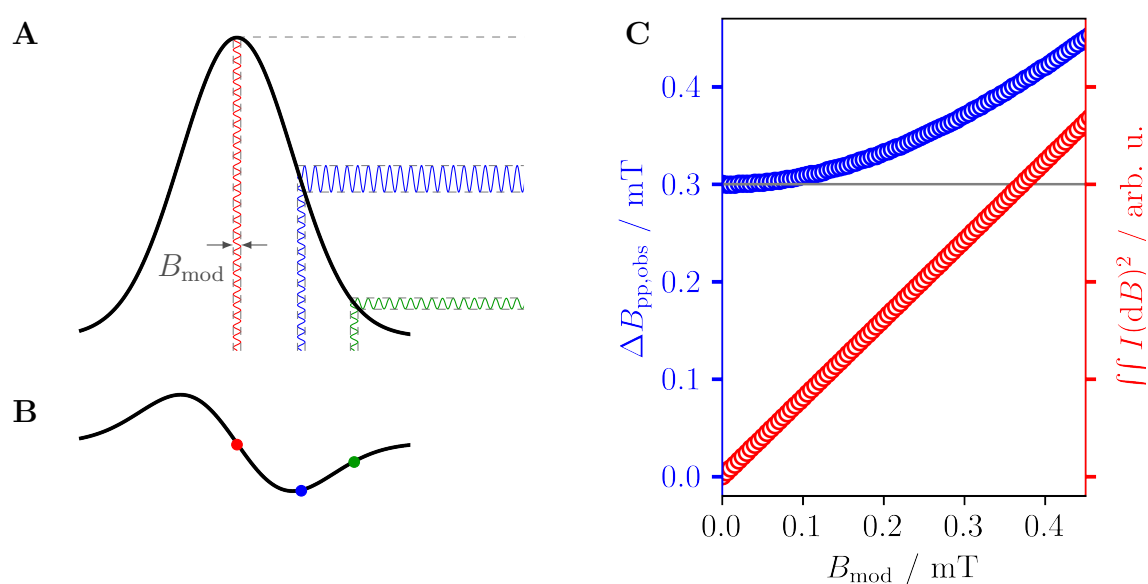 A
B_mod
B
C
ΔB_pp,obs / mT
0.4
0.3
0.2
0.1
0.0
0.0 0.1 0.2 0.3 0.4
B_mod / mT
∫∫ I(dB)² / arb. u.